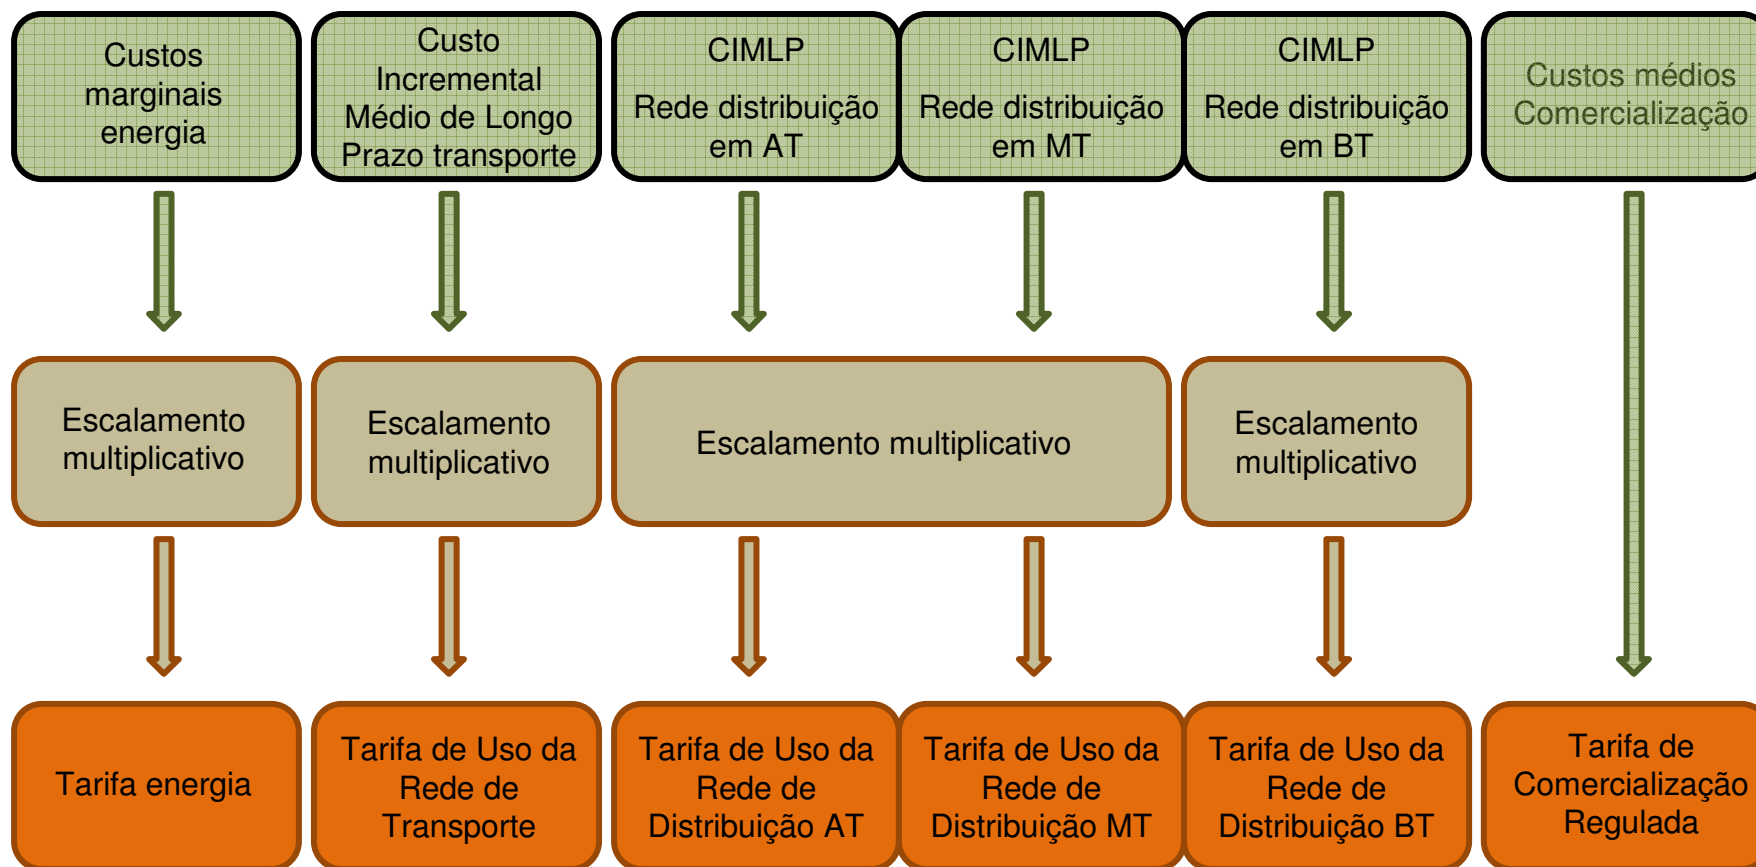 Custos
marginais
energia
Custo
Incremental
Médio de Longo
Prazo transporte
CIMLP
Rede distribuição
em AT
CIMLP
Rede distribuição
em MT
CIMLP
Rede distribuição
em BT
Custos médios
Comercialização
Escalamento
multiplicativo
Escalamento
multiplicativo
Escalamento multiplicativo
Escalamento
multiplicativo
Tarifa energia
Tarifa de Uso da
Rede de
Transporte
Tarifa de Uso da
Rede de
Distribuição AT
Tarifa de Uso da
Rede de
Distribuição MT
Tarifa de Uso da
Rede de
Distribuição BT
Tarifa de
Comercialização
Regulada